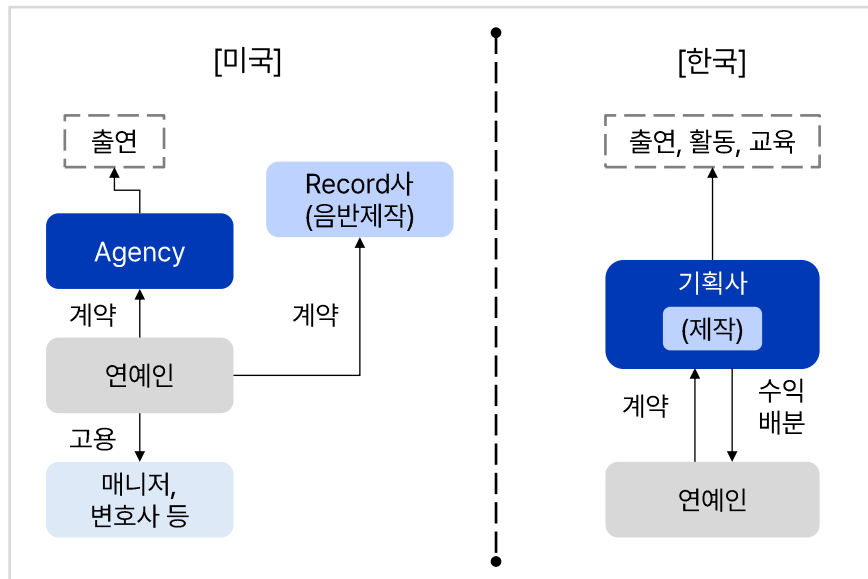 [미국]
출연
Record사
(음반제작)
Agency
계약
계약
연예인
고용
매니저,
변호사 등
[한국]
출연, 활동, 교육
기획사
(제작)
계약
수익
배분
연예인